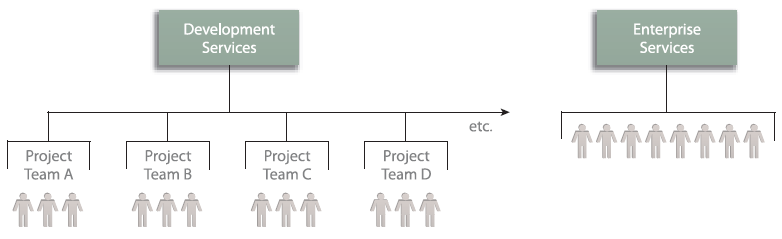 Development
Services
Enterprise
Services
etc.
Project
Team A
Project
Team B
Project
Team C
Project
Team D